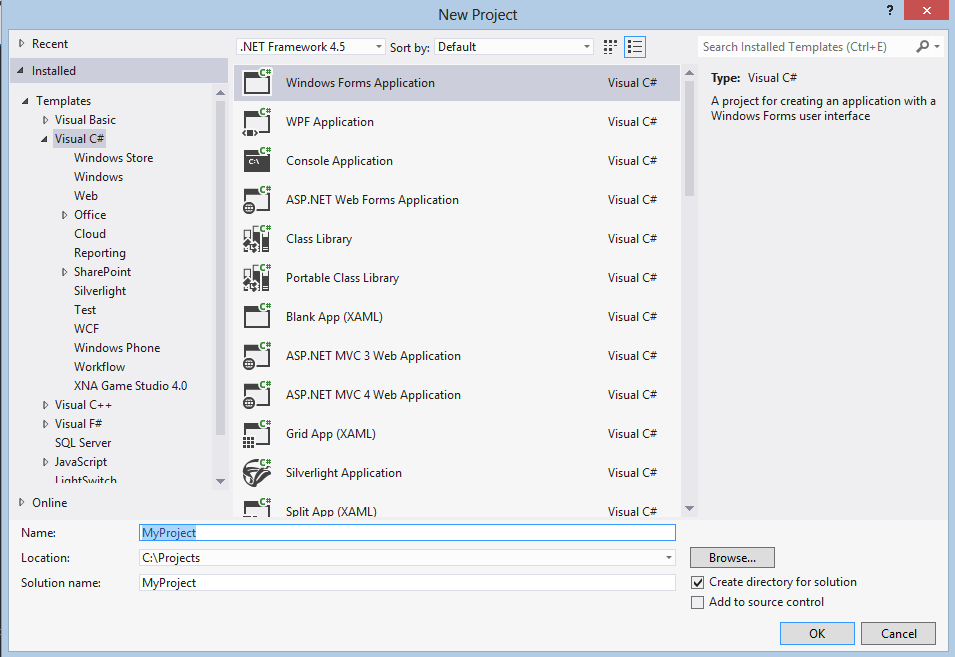 New Project
?
Recent
.NET Framework 4.5
Sort by:
Default
Search Installed Templates (Ctrl+E)
Installed
Templates
Visual Basic
Visual C#
Windows Store
Windows
Web
Office
Cloud
Reporting
SharePoint
Silverlight
Test
WCF
Windows Phone
Workflow
XNA Game Studio 4.0
Visual C++
Visual F#
SQL Server
JavaScript
LightSwitch
Online
C# Windows Forms Application Visual C#
C# WPF Application Visual C#
C# C:\ Console Application Visual C#
C# ASP.NET Web Forms Application Visual C#
C# Class Library Visual C#
C# Portable Class Library Visual C#
C# Blank App (XAML) Visual C#
C# ASP.NET MVC 3 Web Application Visual C#
C# ASP.NET MVC 4 Web Application Visual C#
C# Grid App (XAML) Visual C#
C# Silverlight Application Visual C#
C# Split App (XAML) Visual C#
Type: Visual C#
A project for creating an application with a
Windows Forms user interface
Name: MyProject
Location: C:\Projects
Browse...
Solution name: MyProject
Create directory for solution
Add to source control
OK
Cancel